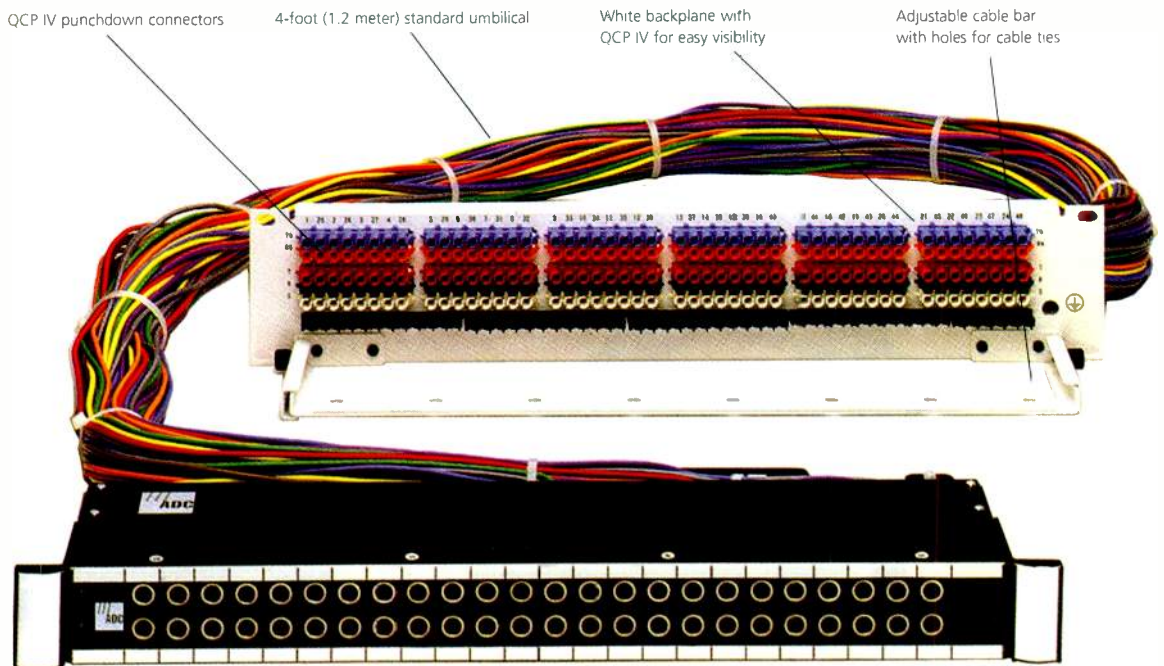 QCP IV punchdown connectors
4-foot (1.2 meter) standard umbilical
White backplane with
QCP IV for easy visibility
Adjustable cable bar
with holes for cable ties
ADC
ADC